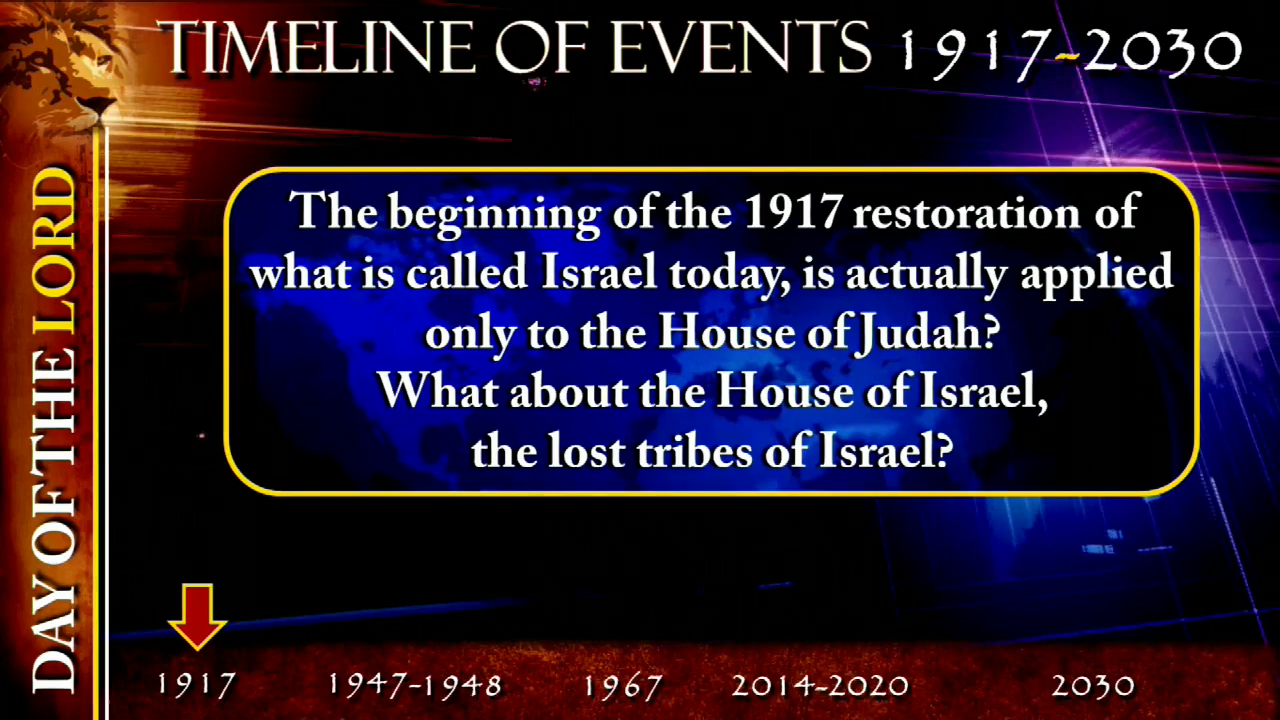 TIMELINE OF EVENTS 1917-2030
DAY OF THE LORD
The beginning of the 1917 restoration of
what is called Israel today, is actually applied
only to the House of Judah?
What about the House of Israel,
the lost tribes of Israel?
1917
1947-1948
1967
2014-2020
2030